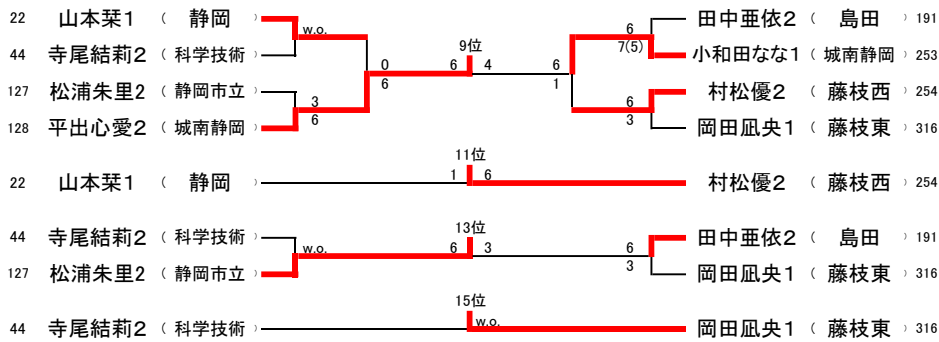 22 山本栞1 （ 静岡 ） 田中亜依2 （ 島田 ） 191
w.o. 6
9位 7(5)
44 寺尾結莉2 （ 科学技術 ） 0 6 4 6 小和田なな1 （ 城南静岡 ） 253
6 1
127 松浦朱里2 （ 静岡市立 ） 村松優2 （ 藤枝西 ） 254
3 6
6 3
128 平出心愛2 （ 城南静岡 ） 岡田凪央1 （ 藤枝東 ） 316
11位
22 山本栞1 （ 静岡 ） 1 6 村松優2 （ 藤枝西 ） 254
13位
44 寺尾結莉2 （ 科学技術 ） 田中亜依2 （ 島田 ） 191
w.o. 6 3 6
3
127 松浦朱里2 （ 静岡市立 ） 岡田凪央1 （ 藤枝東 ） 316
15位
44 寺尾結莉2 （ 科学技術 ） w.o. 岡田凪央1 （ 藤枝東 ） 316